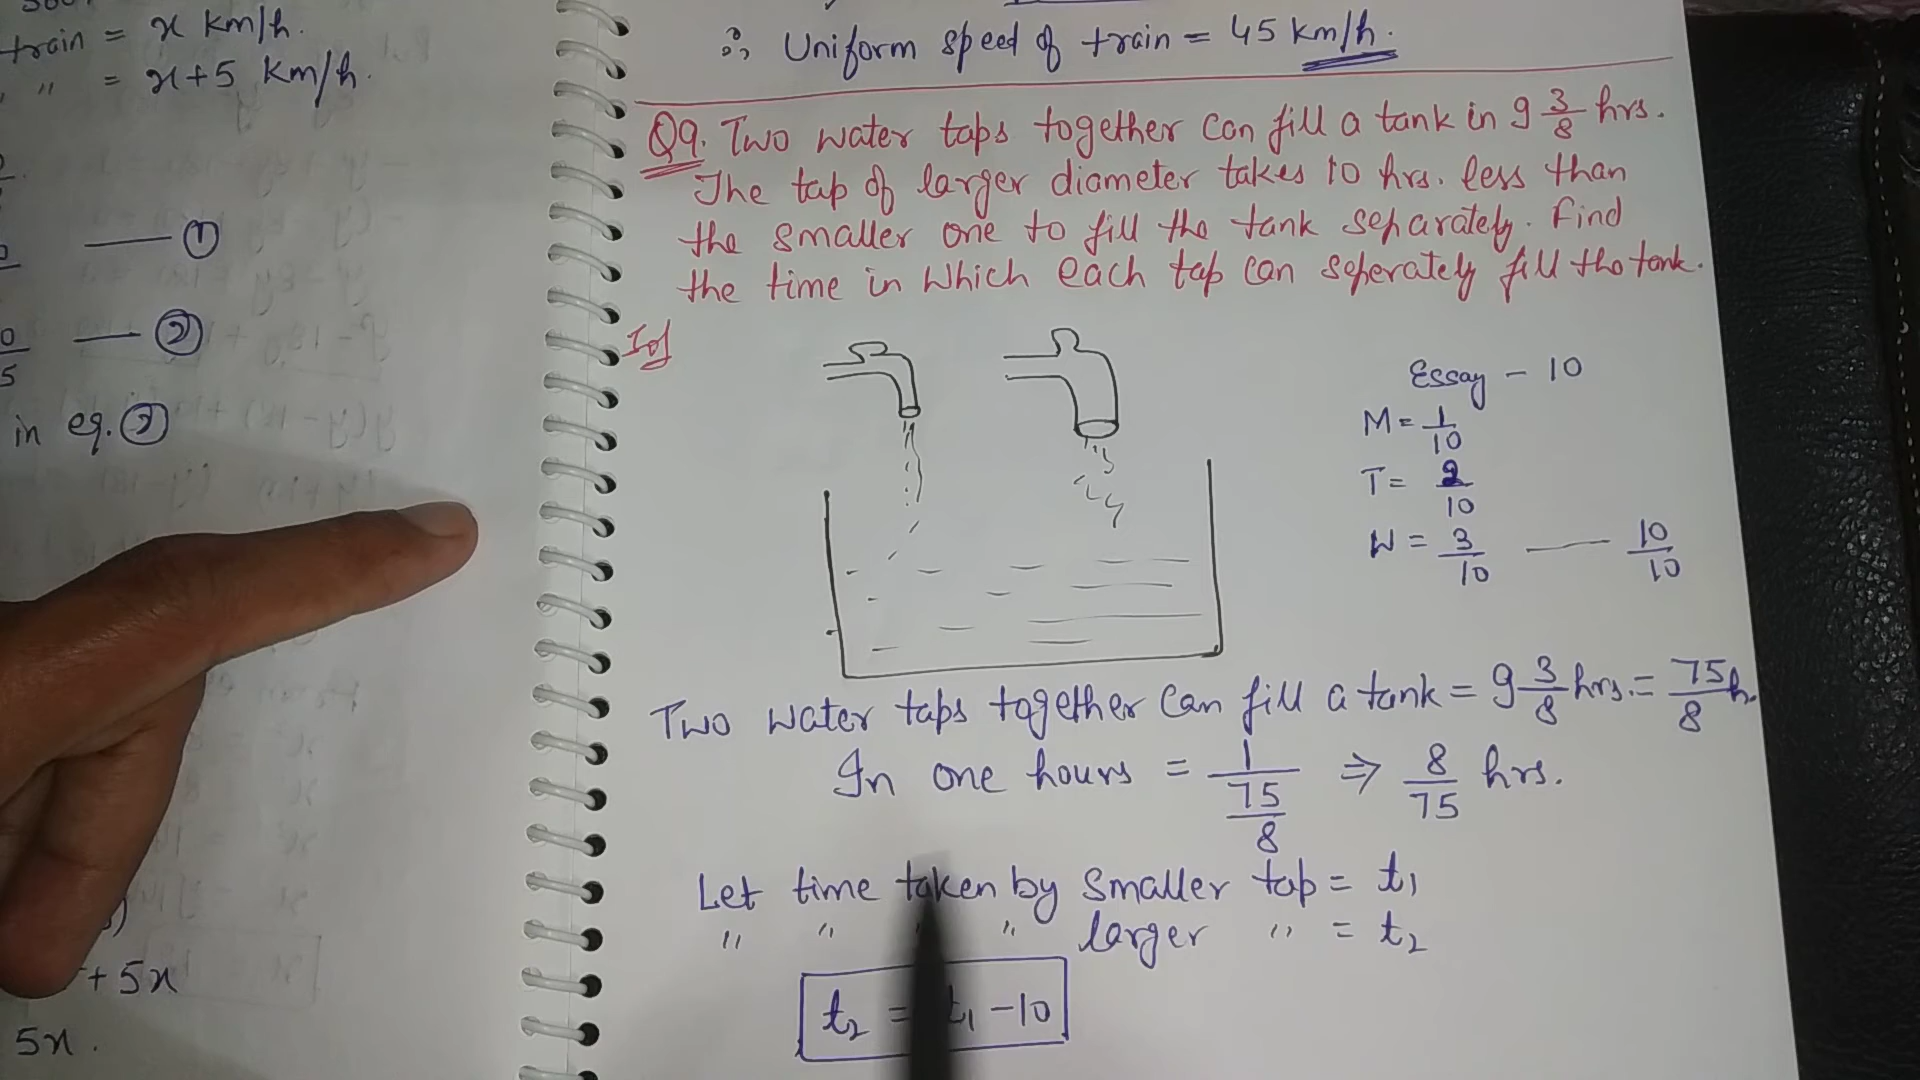 train = x km/h.
" = x+5 km/h.
— ①
— ②
5
in eq. ②
+ 5x
5x.
∴ Uniform speed of train = 45 km/h.
Q9. Two water taps together can fill a tank in 9 3/8 hrs.
The tap of larger diameter takes 10 hrs. less than
the smaller one to fill the tank separately. Find
the time in which each tap can seperately fill the tank.
Essay - 10
M = 1/10
T = 2/10
W = 3/10 — 10/10
Two water taps together can fill a tank = 9 3/8 hrs. = 75/8 h.
In one hours = 1/(75/8) ⇒ 8/75 hrs.
Let time taken by smaller tap = t₁
" " " " larger " = t₂
t₂ = t₁ - 10